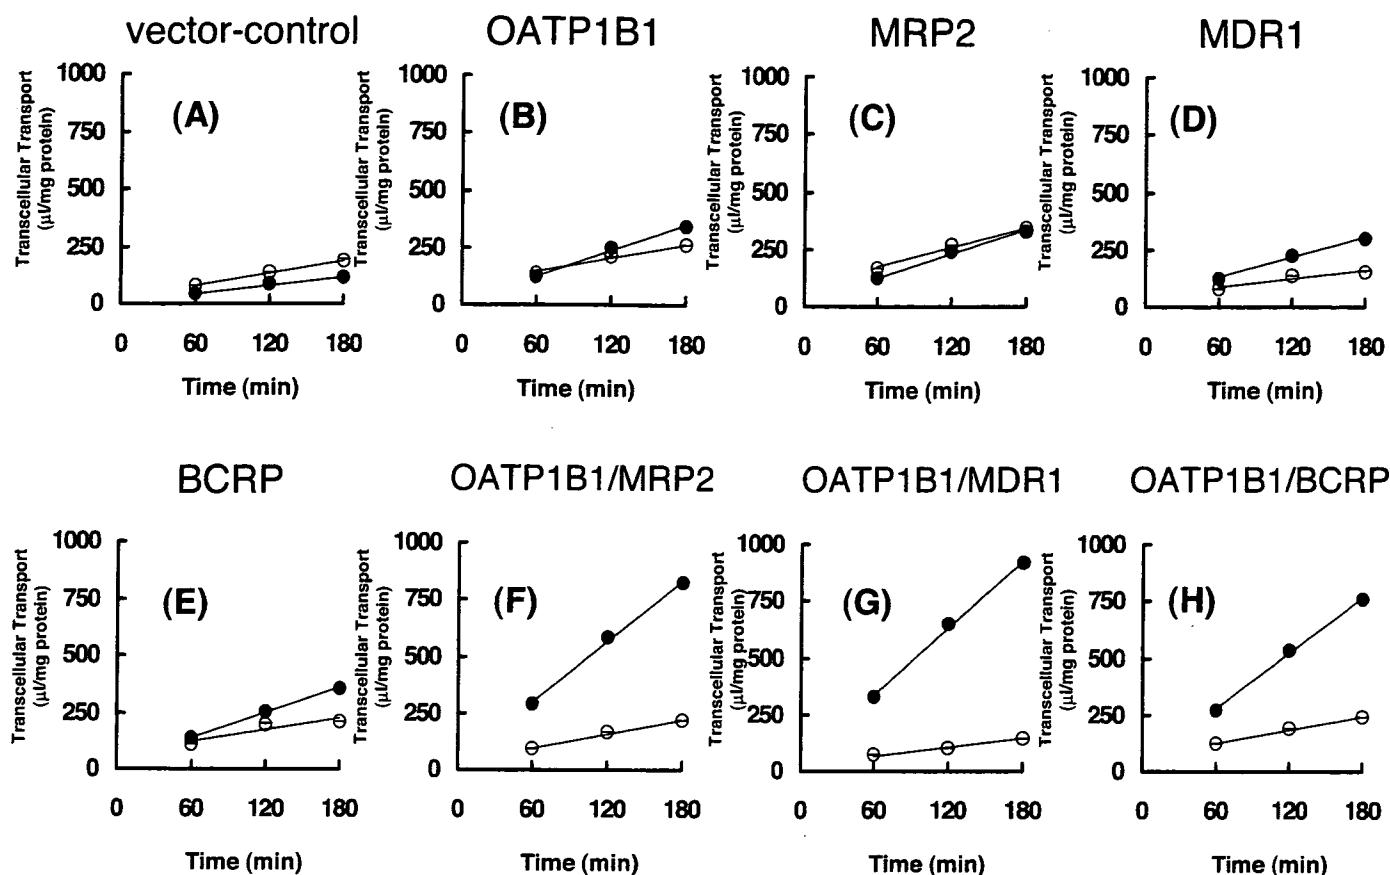 vector-control
OATP1B1
MRP2
MDR1
Transcellular Transport
(µl/mg protein)
1000
750
500
250
0
(A)
0 60 120 180
Time (min)
Transcellular Transport
(µl/mg protein)
1000
750
500
250
0
(B)
0 60 120 180
Time (min)
Transcellular Transport
(µl/mg protein)
1000
750
500
250
0
(C)
0 60 120 180
Time (min)
Transcellular Transport
(µl/mg protein)
1000
750
500
250
0
(D)
0 60 120 180
Time (min)
BCRP
OATP1B1/MRP2
OATP1B1/MDR1
OATP1B1/BCRP
Transcellular Transport
(µl/mg protein)
1000
750
500
250
0
(E)
0 60 120 180
Time (min)
Transcellular Transport
(µl/mg protein)
1000
750
500
250
0
(F)
0 60 120 180
Time (min)
Transcellular Transport
(µl/mg protein)
1000
750
500
250
0
(G)
0 60 120 180
Time (min)
Transcellular Transport
(µl/mg protein)
1000
750
500
250
0
(H)
0 60 120 180
Time (min)